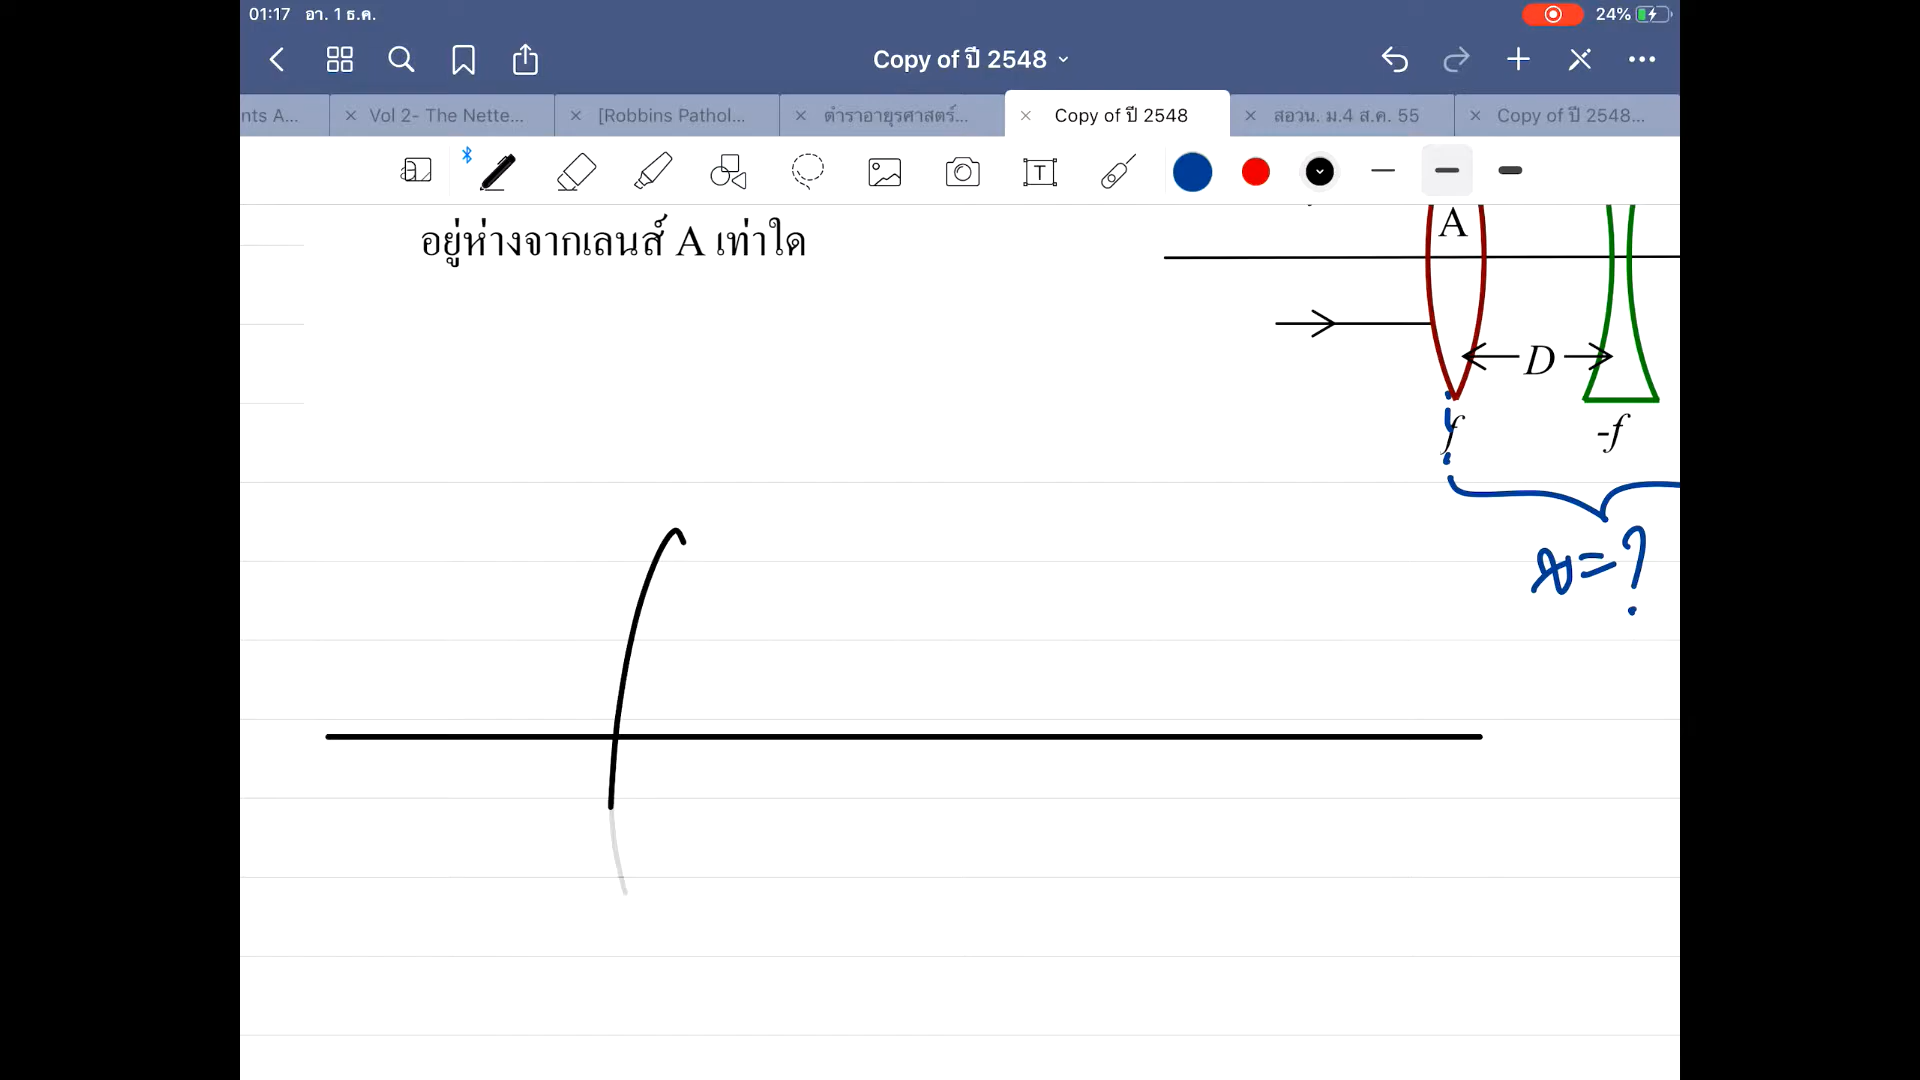 01:17 อา. 1 ธ.ค.
24%
Copy of ปี 2548
nts A...
Vol 2- The Nette...
[Robbins Pathol...
ตำราอายุรศาสตร์...
Copy of ปี 2548
สอวน. ม.4 ส.ค. 55
Copy of ปี 2548...
T
อยู่ห่างจากเลนส์ A เท่าใด
A
D
f
-f
x=?